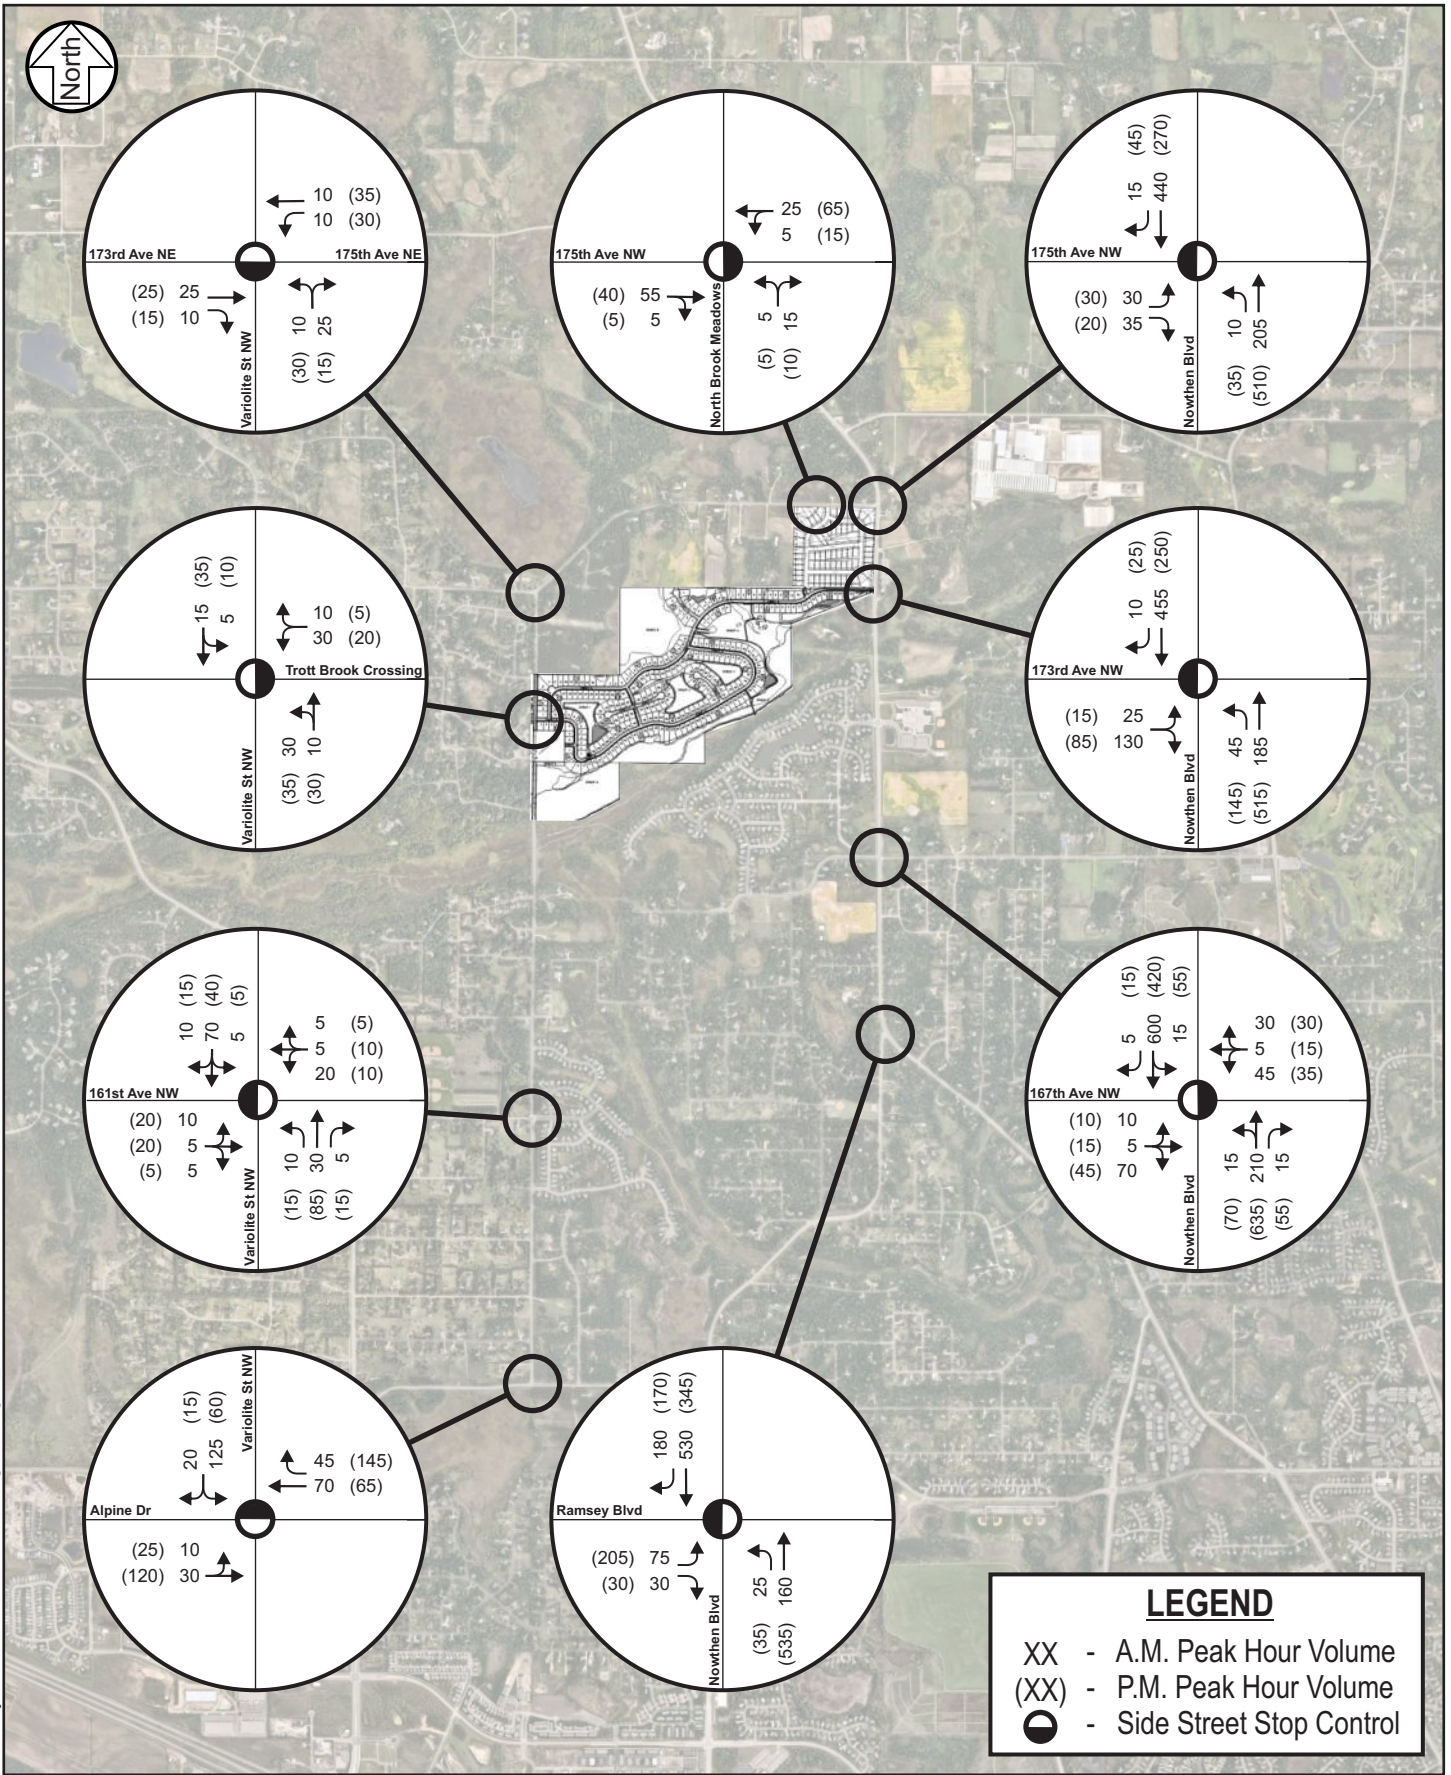 North
10 (35)
10 (30)
173rd Ave NE
175th Ave NE
(25) 25
(15) 10
10 25
(30) (15)
Variolite St NW
25 (65)
5 (15)
175th Ave NW
(40) 55
(5) 5
5 15
(5) (10)
North Brook Meadows
(45) (270)
15 440
175th Ave NW
(30) 30
(20) 35
10 205
(35) (510)
Nowthen Blvd
(35) (10)
15 5
10 (5)
30 (20)
Trott Brook Crossing
30 10
(35) (30)
Variolite St NW
(25) (250)
10 455
173rd Ave NW
(15) 25
(85) 130
45 185
(145) (515)
Nowthen Blvd
(15) (40) (5)
10 70 5
5 (5)
5 (10)
20 (10)
161st Ave NW
(20) 10
(20) 5
(5) 5
10 30 5
(15) (85) (15)
Variolite St NW
(15) (420) (55)
5 600 15
30 (30)
5 (15)
45 (35)
167th Ave NW
(10) 10
(15) 5
(45) 70
15 210 15
(70) (635) (55)
Nowthen Blvd
Variolite St NW
(15) (60)
20 125
45 (145)
70 (65)
Alpine Dr
(25) 10
(120) 30
(170) (345)
180 530
Ramsey Blvd
(205) 75
(30) 30
25 160
(35) (535)
Nowthen Blvd
LEGEND
XX - A.M. Peak Hour Volume
(XX) - P.M. Peak Hour Volume
- Side Street Stop Control